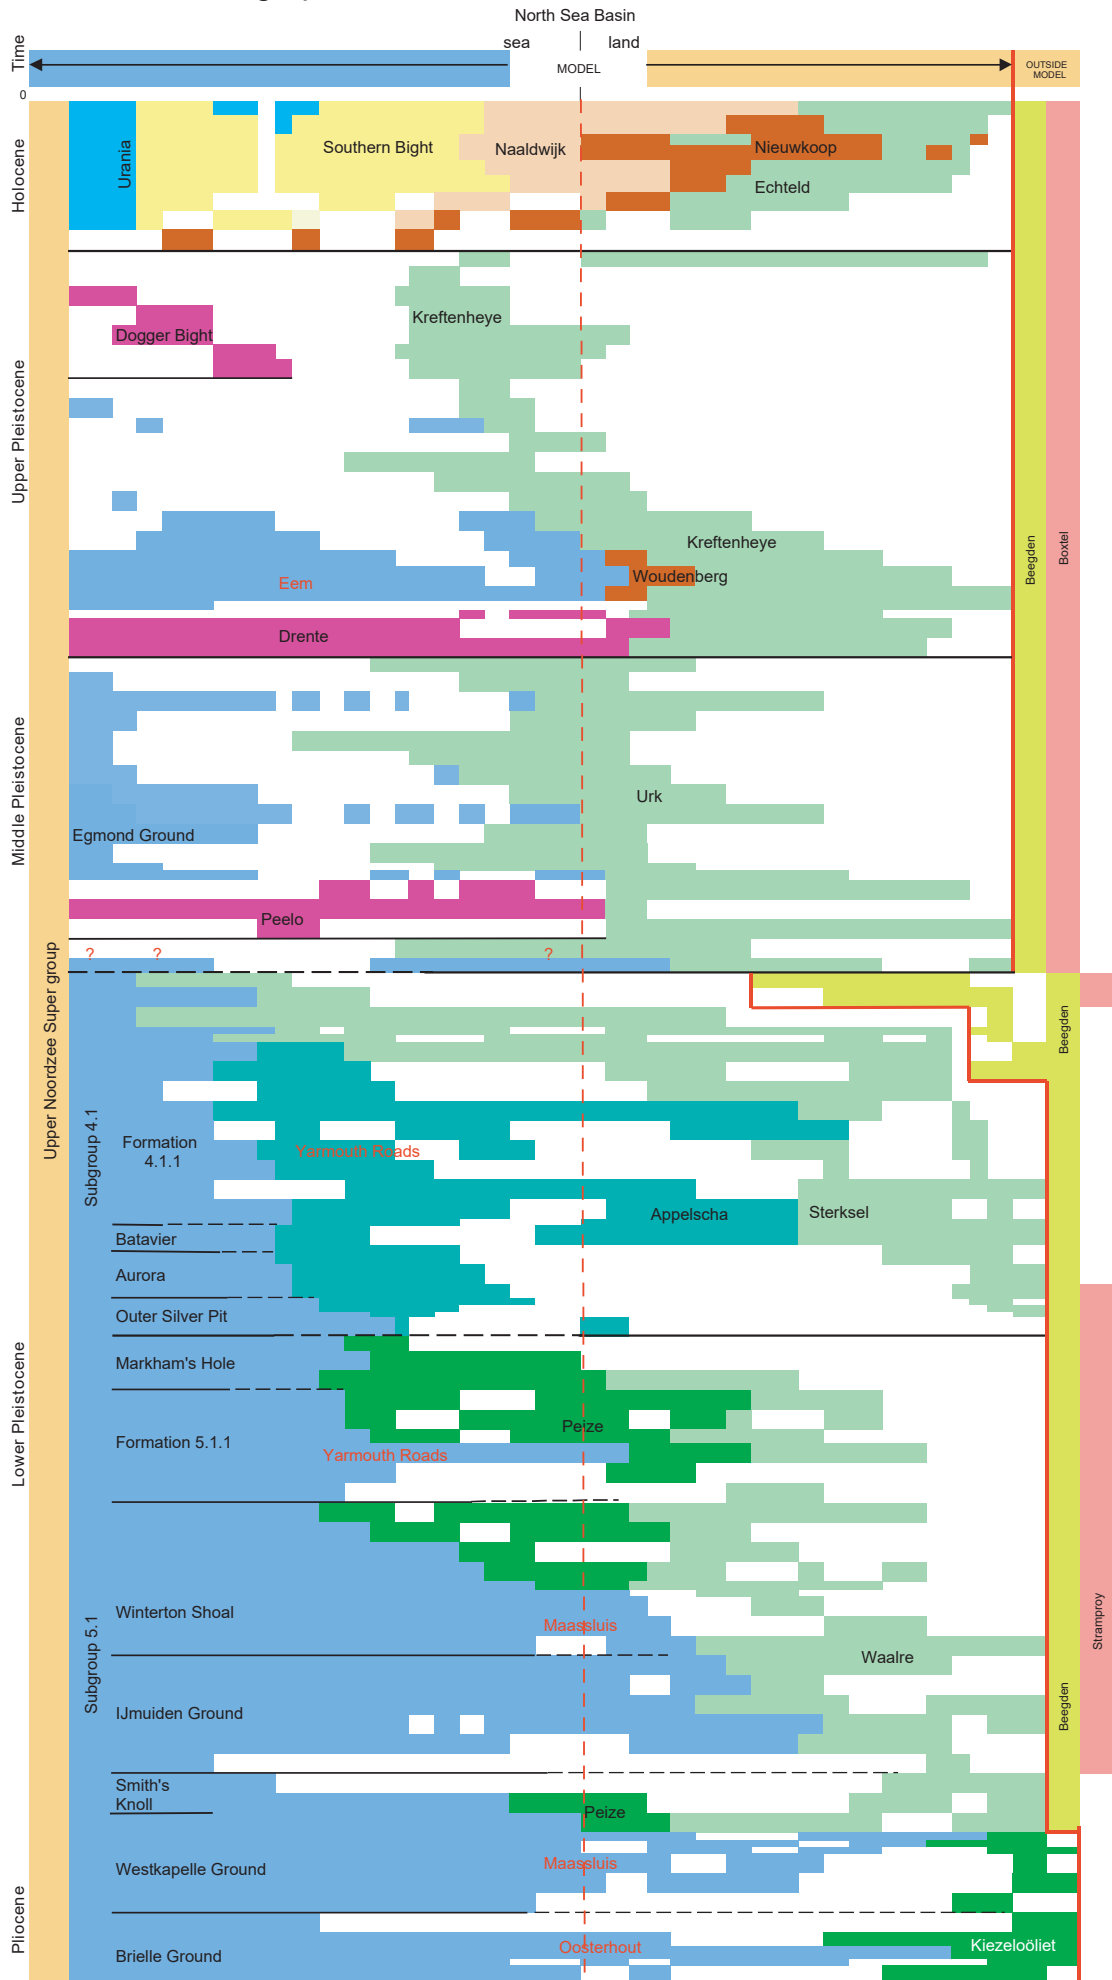 North Sea Basin
sea
land
MODEL
OUTSIDE
MODEL
Time
0
Holocene
Urania
Southern Bight
Naaldwijk
Nieuwkoop
Echteld
Upper Pleistocene
Kreftenheye
Dogger Bight
Kreftenheye
Woudenberg
Eem
Drente
Beegden
Boxtel
Middle Pleistocene
Urk
Egmond Ground
Peelo
?
?
?
Upper Noordzee Super group
Beegden
Subgroup 4.1
Formation
4.1.1
Yarmouth Roads
Appelscha
Sterksel
Batavier
Aurora
Outer Silver Pit
Lower Pleistocene
Markham's Hole
Peize
Formation 5.1.1
Yarmouth Roads
Subgroup 5.1
Winterton Shoal
Maassluis
Waalre
Stramproy
IJmuiden Ground
Beegden
Smith's
Knoll
Peize
Westkapelle Ground
Maassluis
Pliocene
Brielle Ground
Oosterhout
Kiezeloöliet